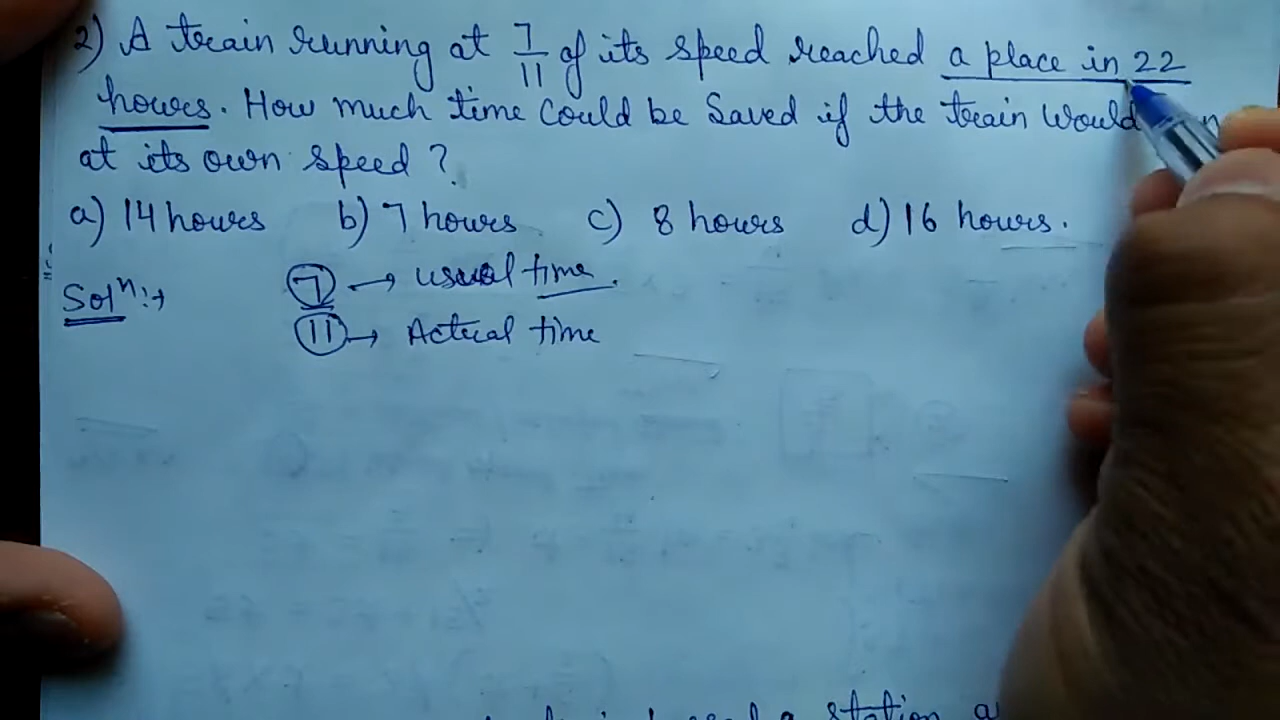 2) A train running at 7/11 of its speed reached a place in 22
hours. How much time could be saved if the train would
at its own speed ?
a) 14 hours b) 7 hours c) 8 hours d) 16 hours.
Solⁿ:→ 7 → usual time.
11 → Actual time
a station